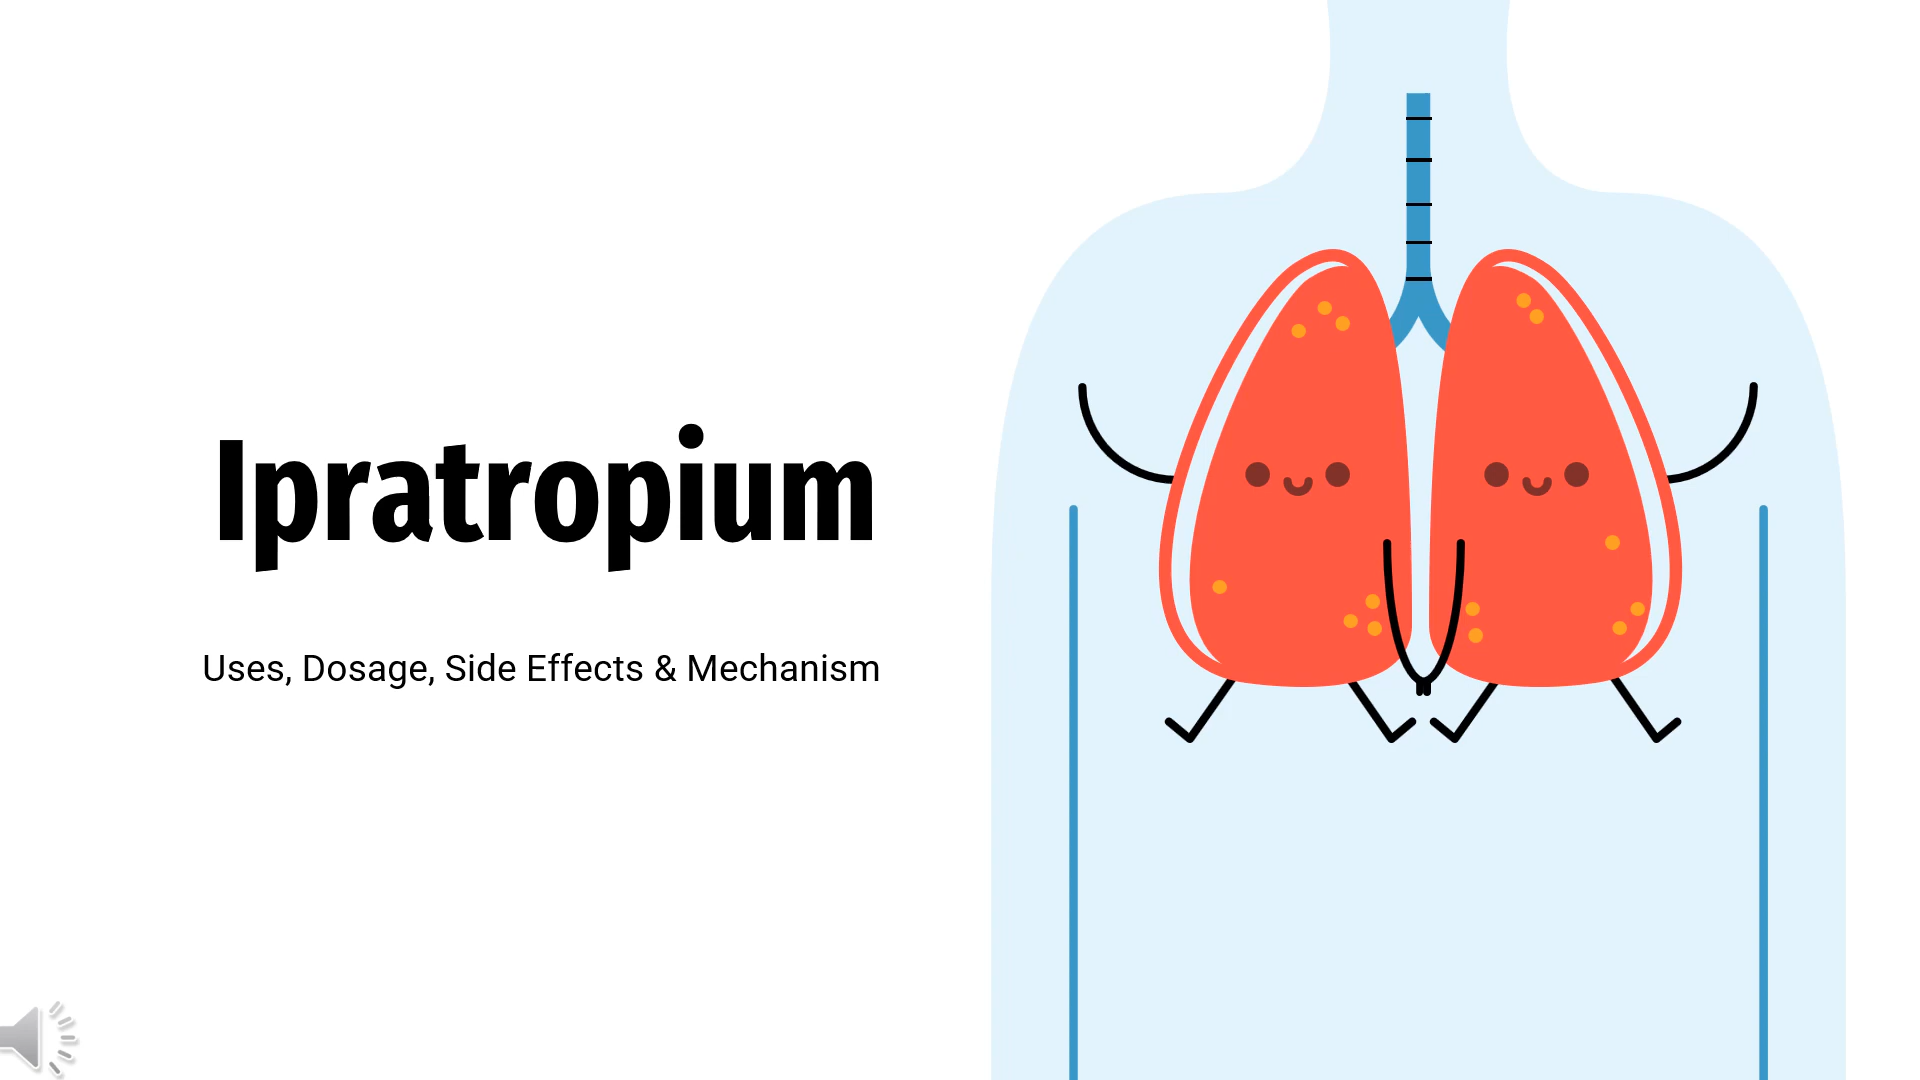 Ipratropium
Uses, Dosage, Side Effects & Mechanism